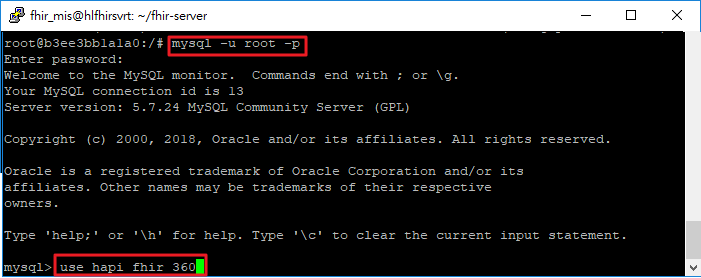 fhir_mis@hlfhirsvrt: ~/fhir-server
root@b3ee3bb1a1a0:/# mysql -u root -p
Enter password:
Welcome to the MySQL monitor.  Commands end with ; or \g.
Your MySQL connection id is 13
Server version: 5.7.24 MySQL Community Server (GPL)
Copyright (c) 2000, 2018, Oracle and/or its affiliates. All rights reserved.
Oracle is a registered trademark of Oracle Corporation and/or its
affiliates. Other names may be trademarks of their respective
owners.
Type 'help;' or '\h' for help. Type '\c' to clear the current input statement.
mysql> use hapi_fhir_360